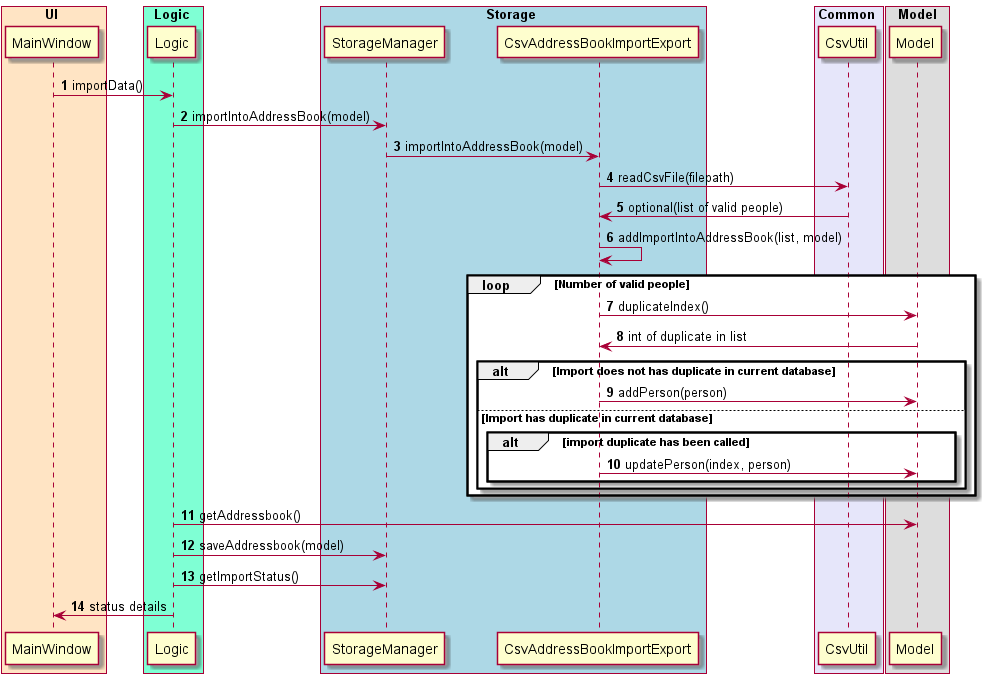 UI
Logic
Storage
Common
Model
MainWindow
Logic
StorageManager
CsvAddressBookImportExport
CsvUtil
Model
1 importData()
2 importIntoAddressBook(model)
3 importIntoAddressBook(model)
4 readCsvFile(filepath)
5 optional(list of valid people)
6 addImportIntoAddressBook(list, model)
loop [Number of valid people]
7 duplicateIndex()
8 int of duplicate in list
alt [Import does not has duplicate in current database]
9 addPerson(person)
[Import has duplicate in current database]
alt [import duplicate has been called]
10 updatePerson(index, person)
11 getAddressbook()
12 saveAddressbook(model)
13 getImportStatus()
14 status details
MainWindow
Logic
StorageManager
CsvAddressBookImportExport
CsvUtil
Model